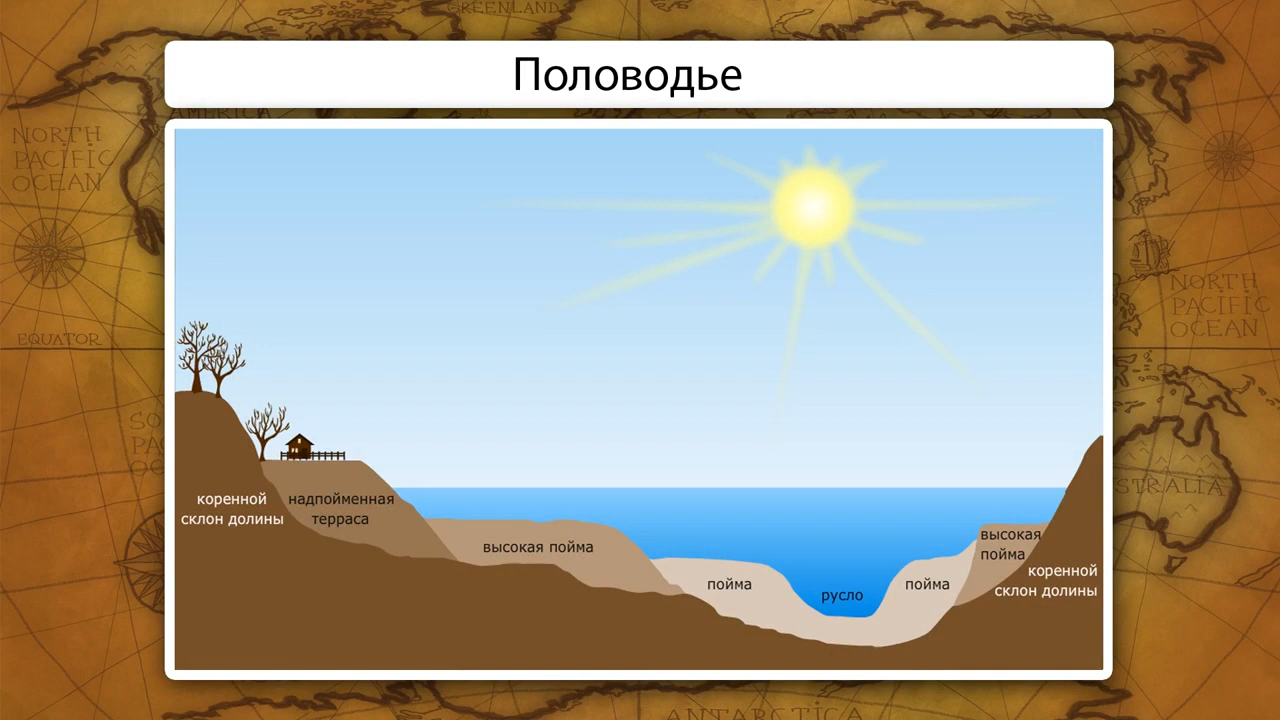 GREENLAND
Половодье
AMERICA
NORTH
PACIFIC
OCEAN
NORTH
PACIFIC
OCEAN
EQUATOR
коренной
склон долины
надпойменная
терраса
высокая пойма
пойма
русло
пойма
высокая
пойма
коренной
склон долины
ANTARCTICA